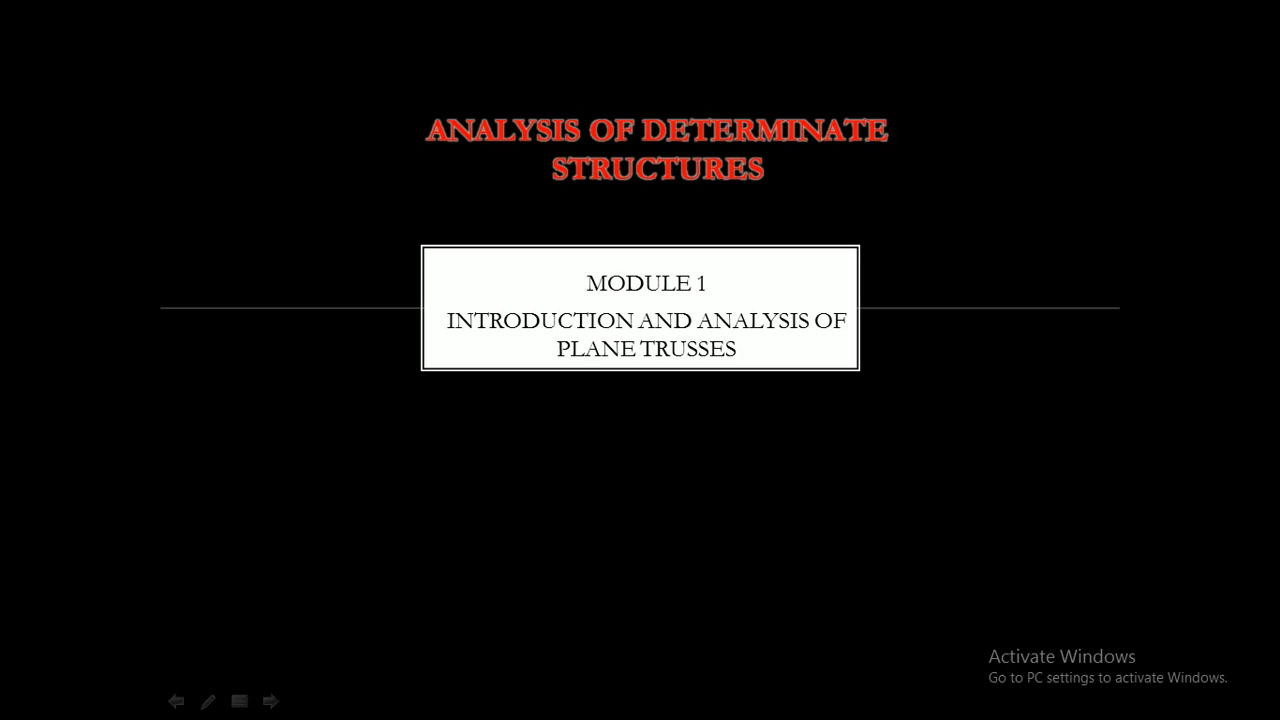 ANALYSIS OF DETERMINATE
STRUCTURES
MODULE 1
INTRODUCTION AND ANALYSIS OF
PLANE TRUSSES
Activate Windows
Go to PC settings to activate Windows.